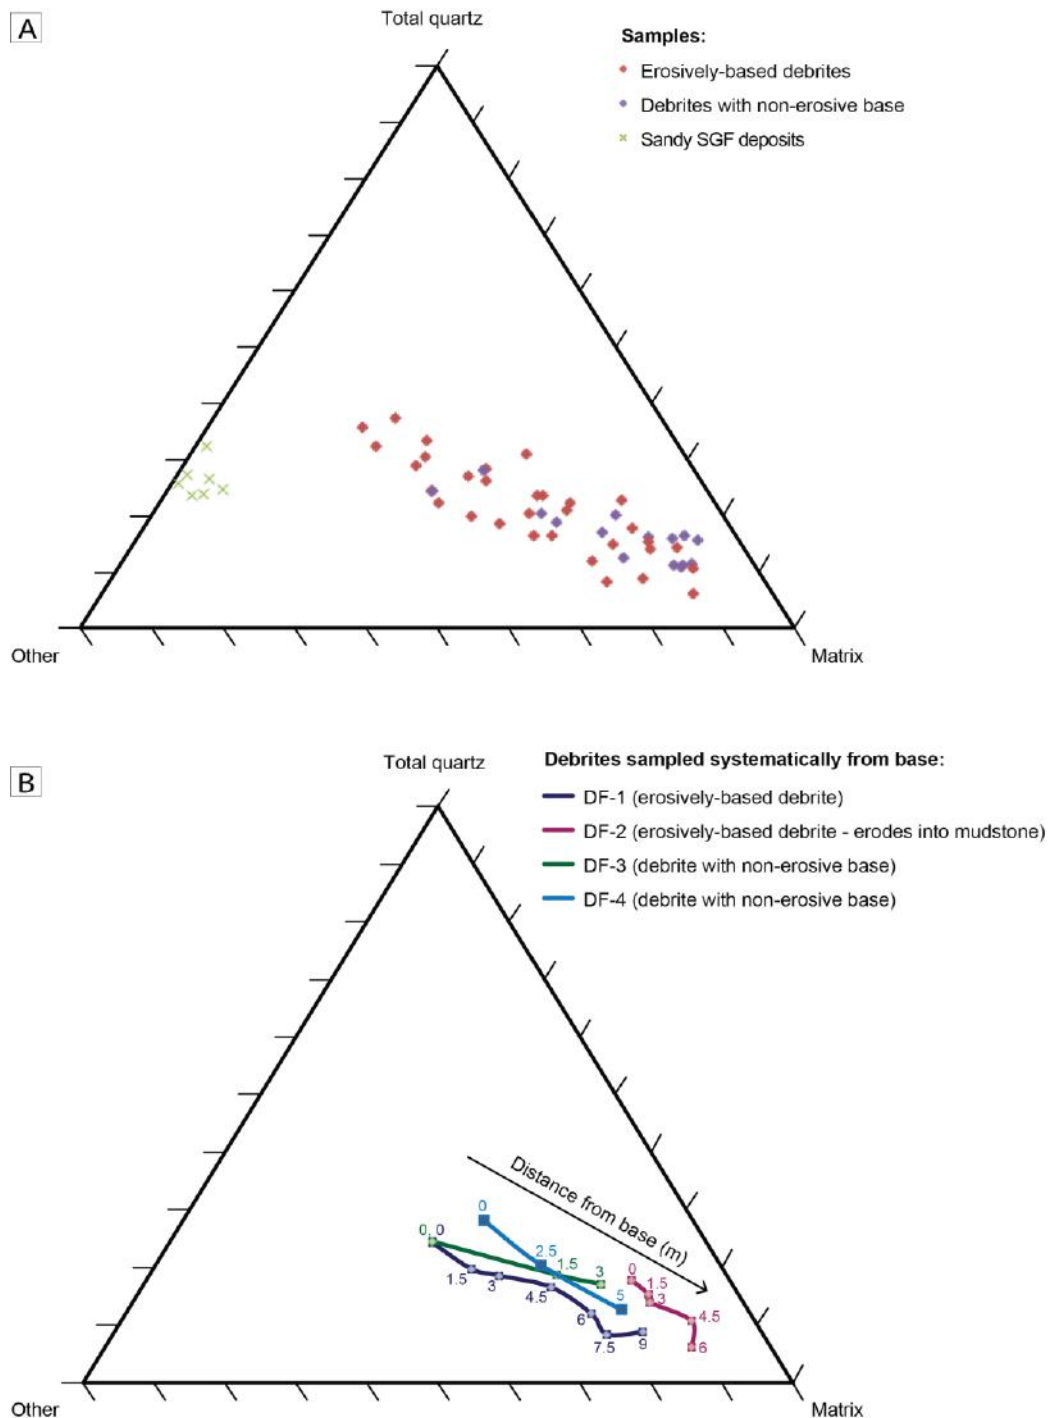 A
Total quartz
Samples:
Erosively-based debrites
Debrites with non-erosive base
Sandy SGF deposits
Other
Matrix
B
Total quartz
Debrites sampled systematically from base:
DF-1 (erosively-based debrite)
DF-2 (erosively-based debrite - erodes into mudstone)
DF-3 (debrite with non-erosive base)
DF-4 (debrite with non-erosive base)
Distance from base (m)
0
2.5
5
0, 0
1.5
3
1.5
3
4.5
6
7.5
9
0
1.5
3
4.5
6
Other
Matrix